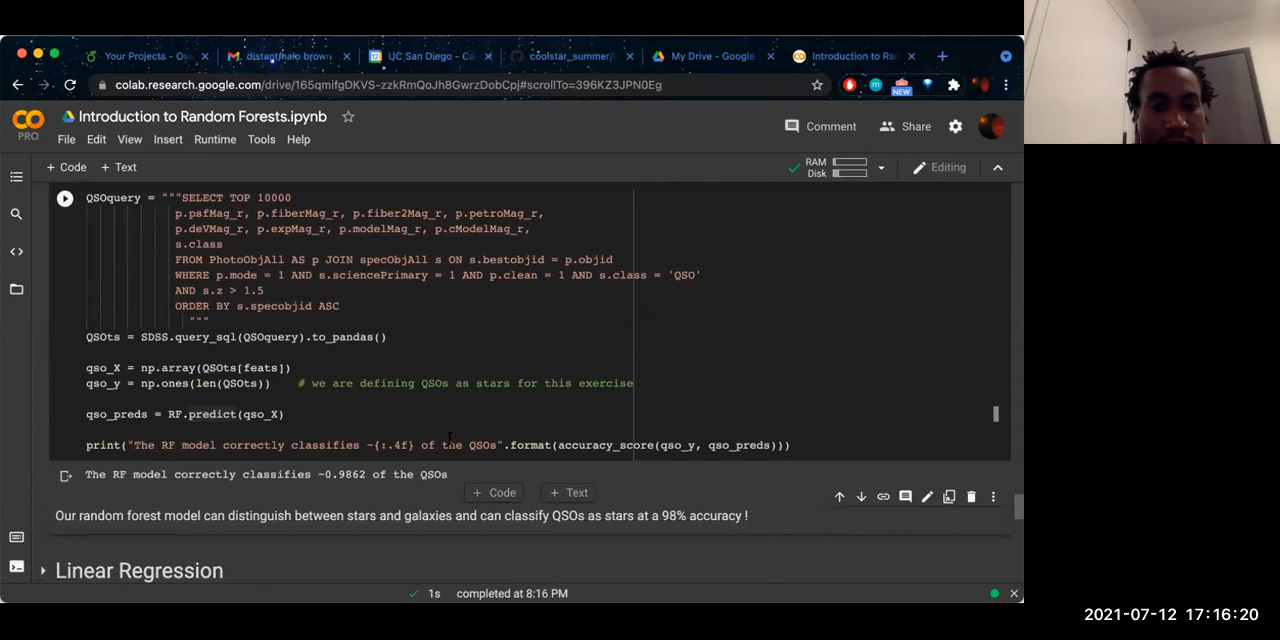 Your Projects - Ove
distanthalo brown
UC San Diego - Ca
coolstar_summer/
My Drive - Google
Introduction to Ra
colab.research.google.com/drive/165qmifgDKVS-zzkRmQoJh8GwrzDobCpj#scrollTo=396KZ3JPN0Eg
NEW
Introduction to Random Forests.ipynb
PRO
File Edit View Insert Runtime Tools Help
Comment
Share
+ Code + Text
RAM
Disk
Editing
QSOquery = """SELECT TOP 10000
p.psfMag_r, p.fiberMag_r, p.fiber2Mag_r, p.petroMag_r,
p.deVMag_r, p.expMag_r, p.modelMag_r, p.cModelMag_r,
s.class
FROM PhotoObjAll AS p JOIN specObjAll s ON s.bestobjid = p.objid
WHERE p.mode = 1 AND s.sciencePrimary = 1 AND p.clean = 1 AND s.class = 'QSO'
AND s.z > 1.5
ORDER BY s.specobjid ASC
"""
QSOts = SDSS.query_sql(QSOquery).to_pandas()
qso_X = np.array(QSOts[feats])
qso_y = np.ones(len(QSOts)) # we are defining QSOs as stars for this exercise
qso_preds = RF.predict(qso_X)
print("The RF model correctly classifies ~{:.4f} of the QSOs".format(accuracy_score(qso_y, qso_preds)))
The RF model correctly classifies ~0.9862 of the QSOs
+ Code + Text
Our random forest model can distinguish between stars and galaxies and can classify QSOs as stars at a 98% accuracy !
Linear Regression
1s completed at 8:16 PM
2021-07-12 17:16:20